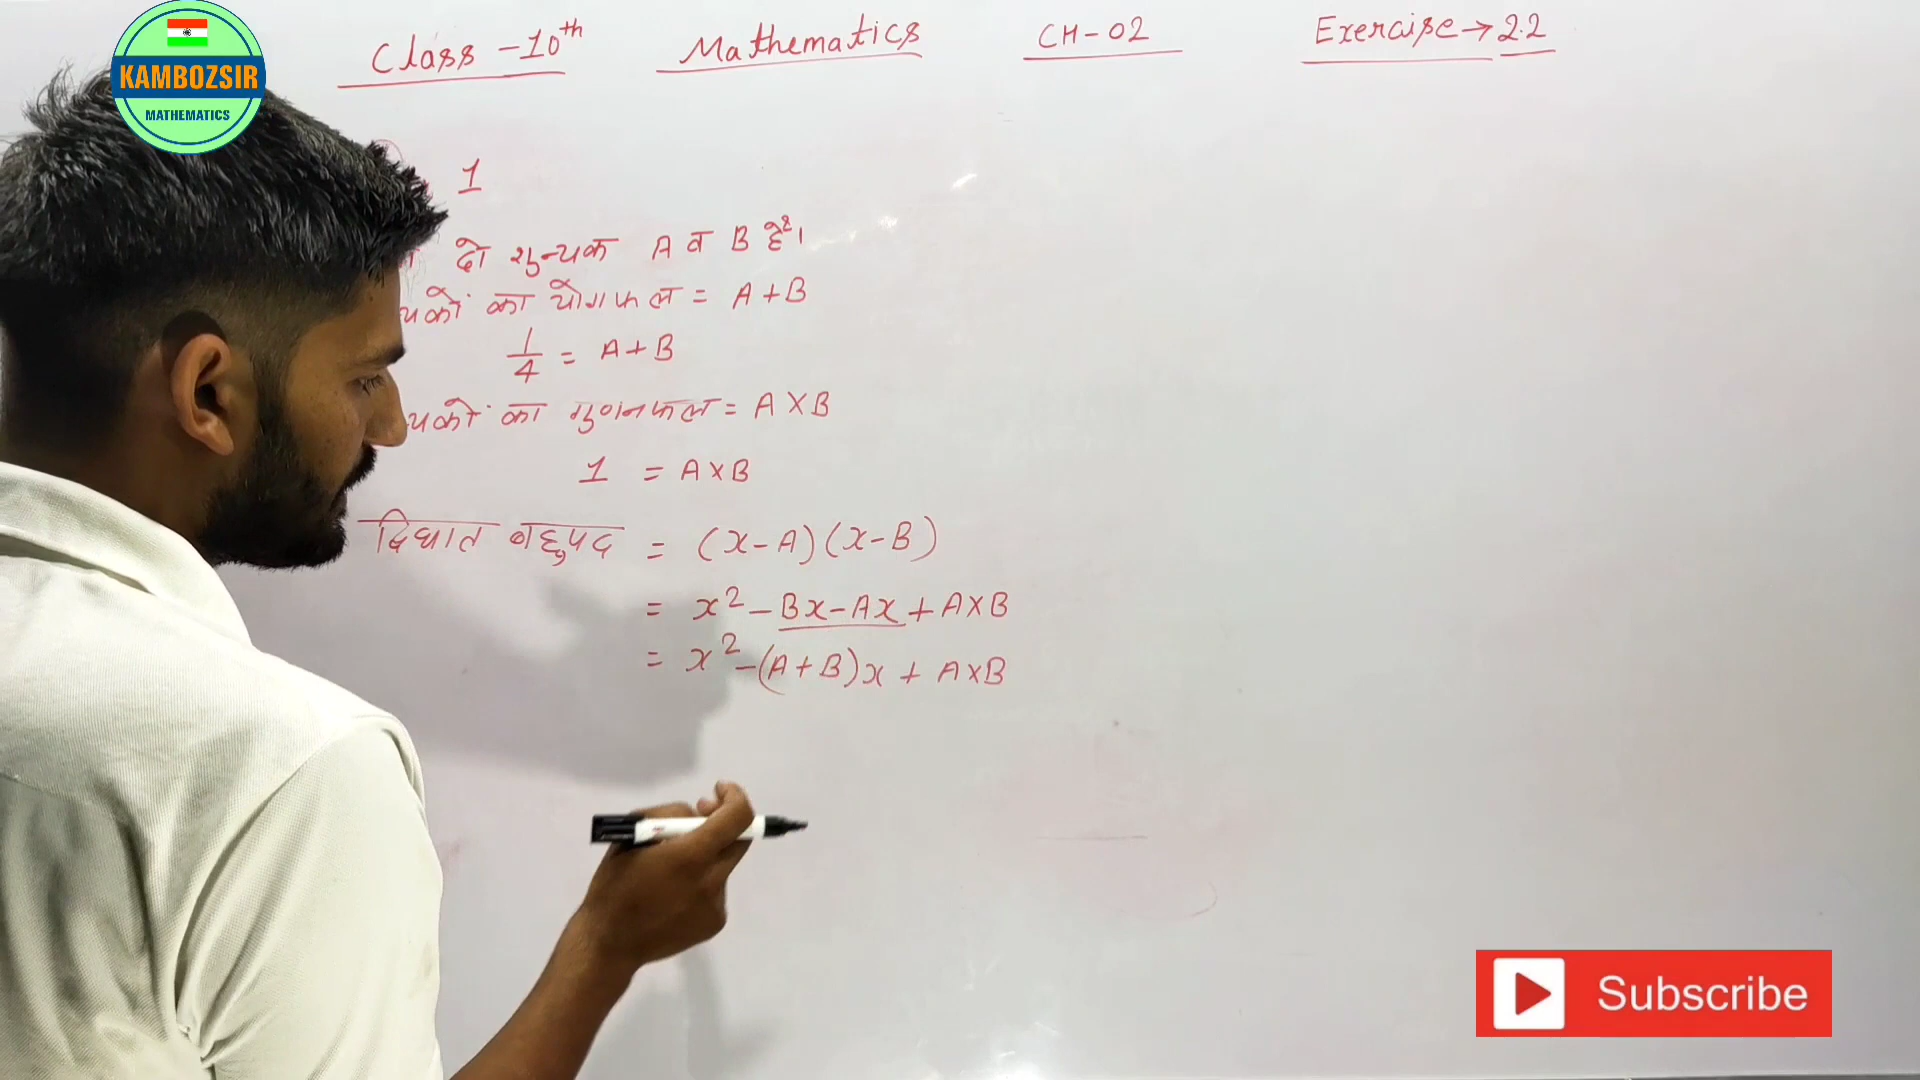 KAMBOZSIR
MATHEMATICS
Class - 10th Mathematics CH-02 Exercise → 2.2
1
दो शून्यक A व B है।
यकों का योगफल = A + B
1/4 = A + B
यकों का गुणनफल = A × B
1 = A × B
द्विघात बहुपद = (x - A) (x - B)
= x² - Bx - Ax + A × B
= x² - (A + B)x + A × B
Subscribe